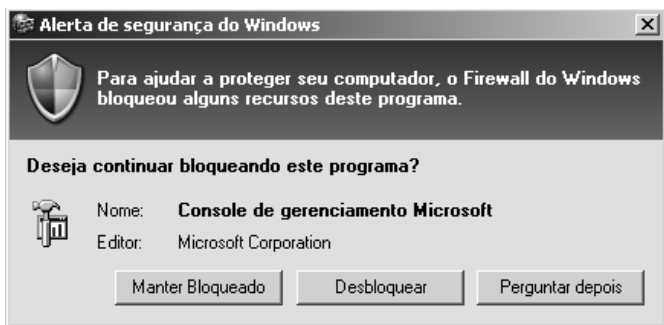 Alerta de segurança do Windows
Para ajudar a proteger seu computador, o Firewall do Windows
bloqueou alguns recursos deste programa.
Deseja continuar bloqueando este programa?
Nome: Console de gerenciamento Microsoft
Editor: Microsoft Corporation
Manter Bloqueado Desbloquear Perguntar depois